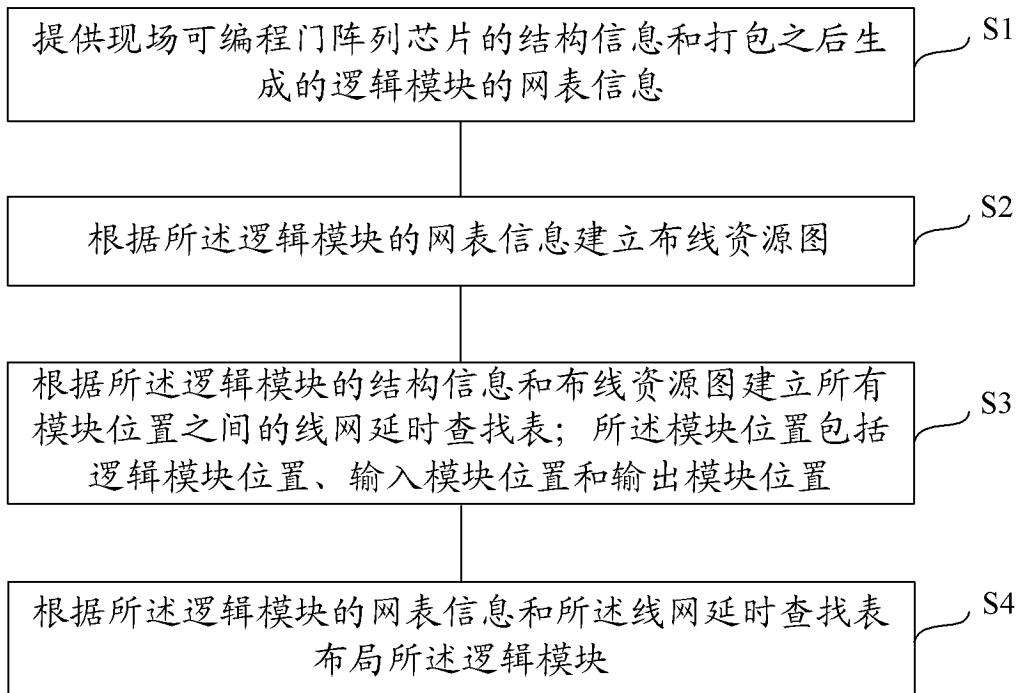 提供现场可编程门阵列芯片的结构信息和打包之后生
成的逻辑模块的网表信息
S1
根据所述逻辑模块的网表信息建立布线资源图
S2
根据所述逻辑模块的结构信息和布线资源图建立所有
模块位置之间的线网延时查找表；所述模块位置包括
逻辑模块位置、输入模块位置和输出模块位置
S3
根据所述逻辑模块的网表信息和所述线网延时查找表
布局所述逻辑模块
S4